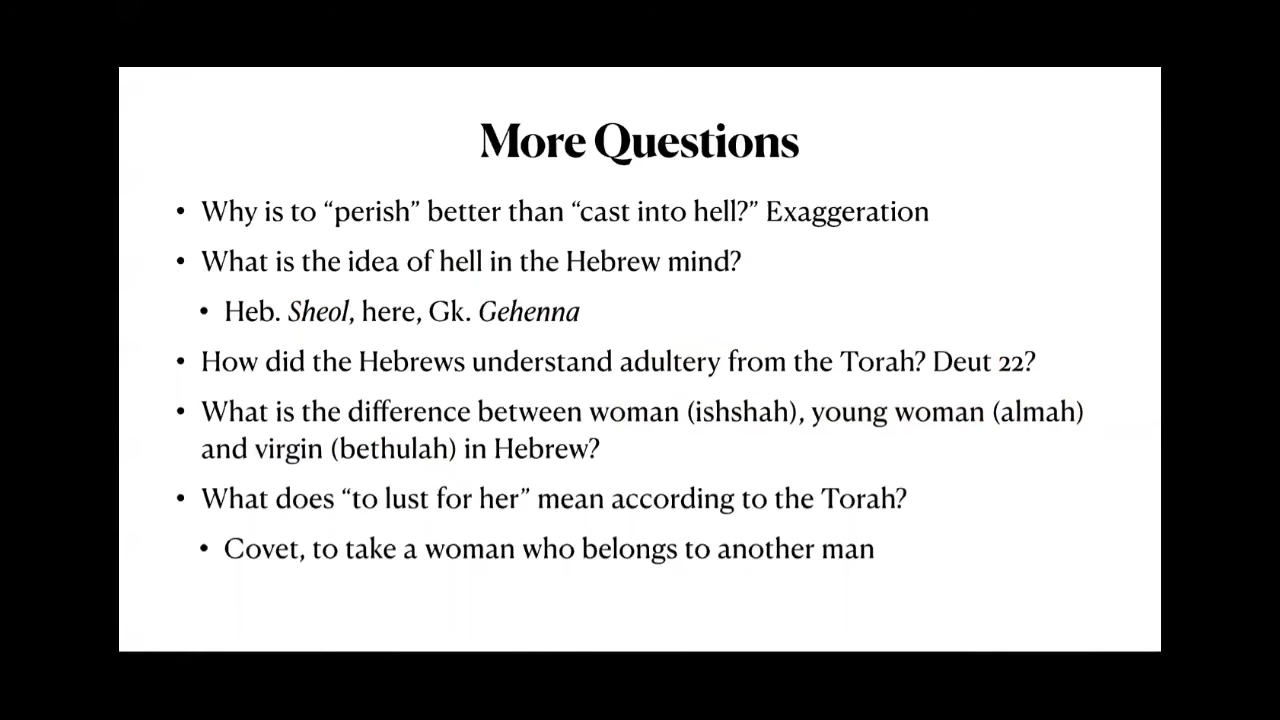 More Questions
• Why is to “perish” better than “cast into hell?” Exaggeration
• What is the idea of hell in the Hebrew mind?
• Heb. Sheol, here, Gk. Gehenna
• How did the Hebrews understand adultery from the Torah? Deut 22?
• What is the difference between woman (ishshah), young woman (almah)
and virgin (bethulah) in Hebrew?
• What does “to lust for her” mean according to the Torah?
• Covet, to take a woman who belongs to another man